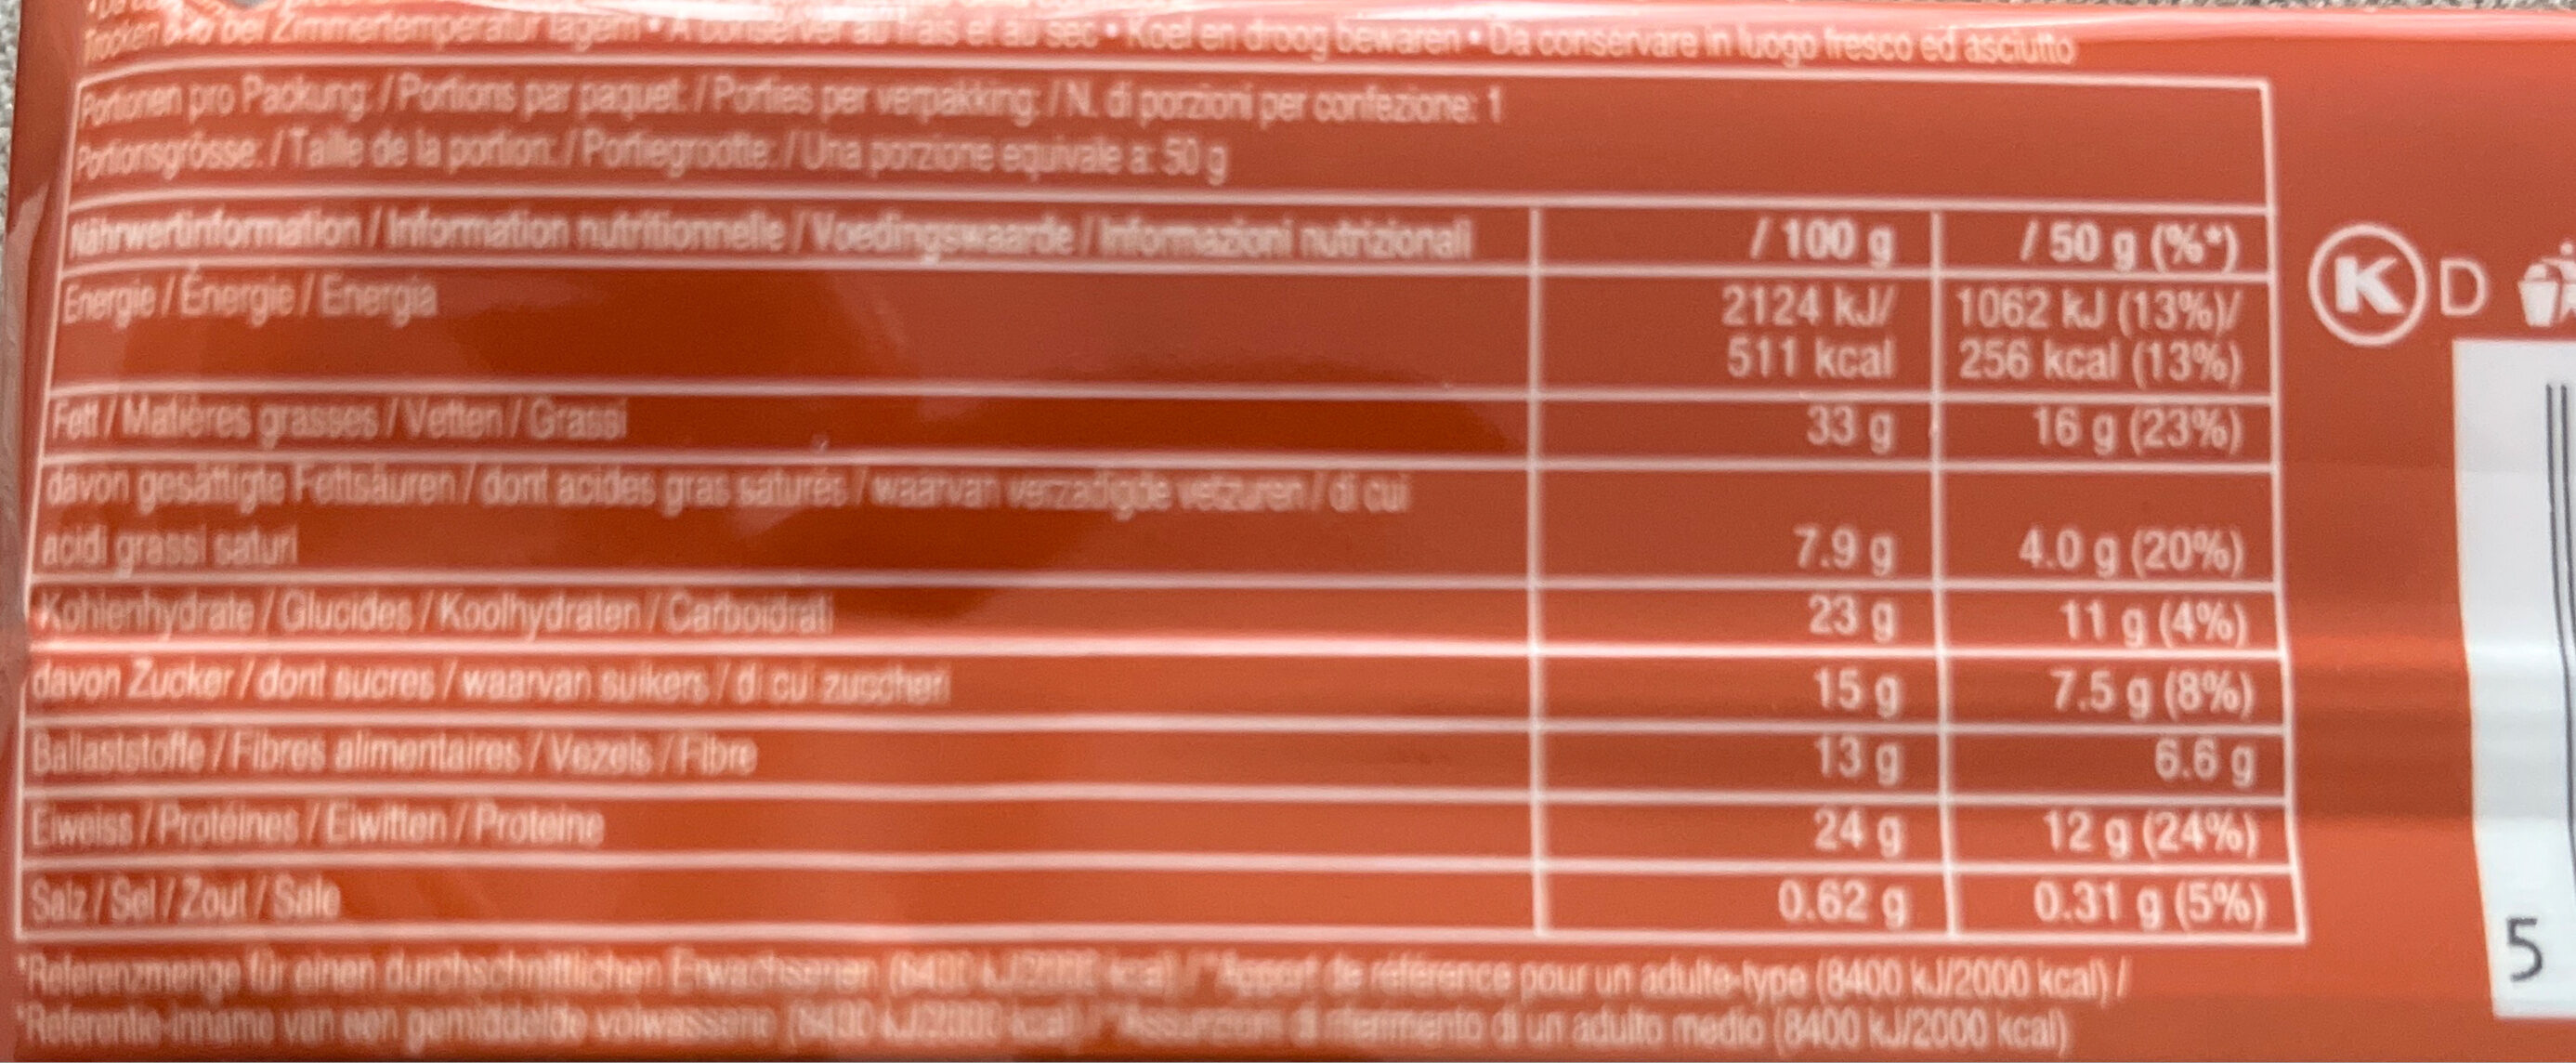 Trocken und bei Zimmertemperatur lagern • A conserver au frais et au sec • Koel en droog bewaren • Da conservare in luogo fresco ed asciutto
Portionen pro Packung: / Portions par paquet: / Porties per verpakking: / N. di porzioni per confezione: 1
Portionsgrösse: / Taille de la portion: / Portiegrootte: / Una porzione equivale a: 50 g
Nährwertinformation / Information nutritionnelle / Voedingswaarde / Informazioni nutrizionali / 100 g / 50 g (%*)
Energie / Énergie / Energia 2124 kJ/ 1062 kJ (13%)/
511 kcal 256 kcal (13%)
Fett / Matières grasses / Vetten / Grassi 33 g 16 g (23%)
davon gesättigte Fettsäuren / dont acides gras saturés / waarvan verzadigde vetzuren / di cui
acidi grassi saturi 7.9 g 4.0 g (20%)
Kohlenhydrate / Glucides / Koolhydraten / Carboidrati 23 g 11 g (4%)
davon Zucker / dont sucres / waarvan suikers / di cui zuccheri 15 g 7.5 g (8%)
Ballaststoffe / Fibres alimentaires / Vezels / Fibre 13 g 6.6 g
Eiweiss / Protéines / Eiwitten / Proteine 24 g 12 g (24%)
Salz / Sel / Zout / Sale 0.62 g 0.31 g (5%)
*Referenzmenge für einen durchschnittlichen Erwachsenen (8400 kJ/2000 kcal) / *Apport de référence pour un adulte-type (8400 kJ/2000 kcal) /
*Referentie-inname van een gemiddelde volwassene (8400 kJ/2000 kcal) / *Assunzioni di riferimento di un adulto medio (8400 kJ/2000 kcal)
K D
5